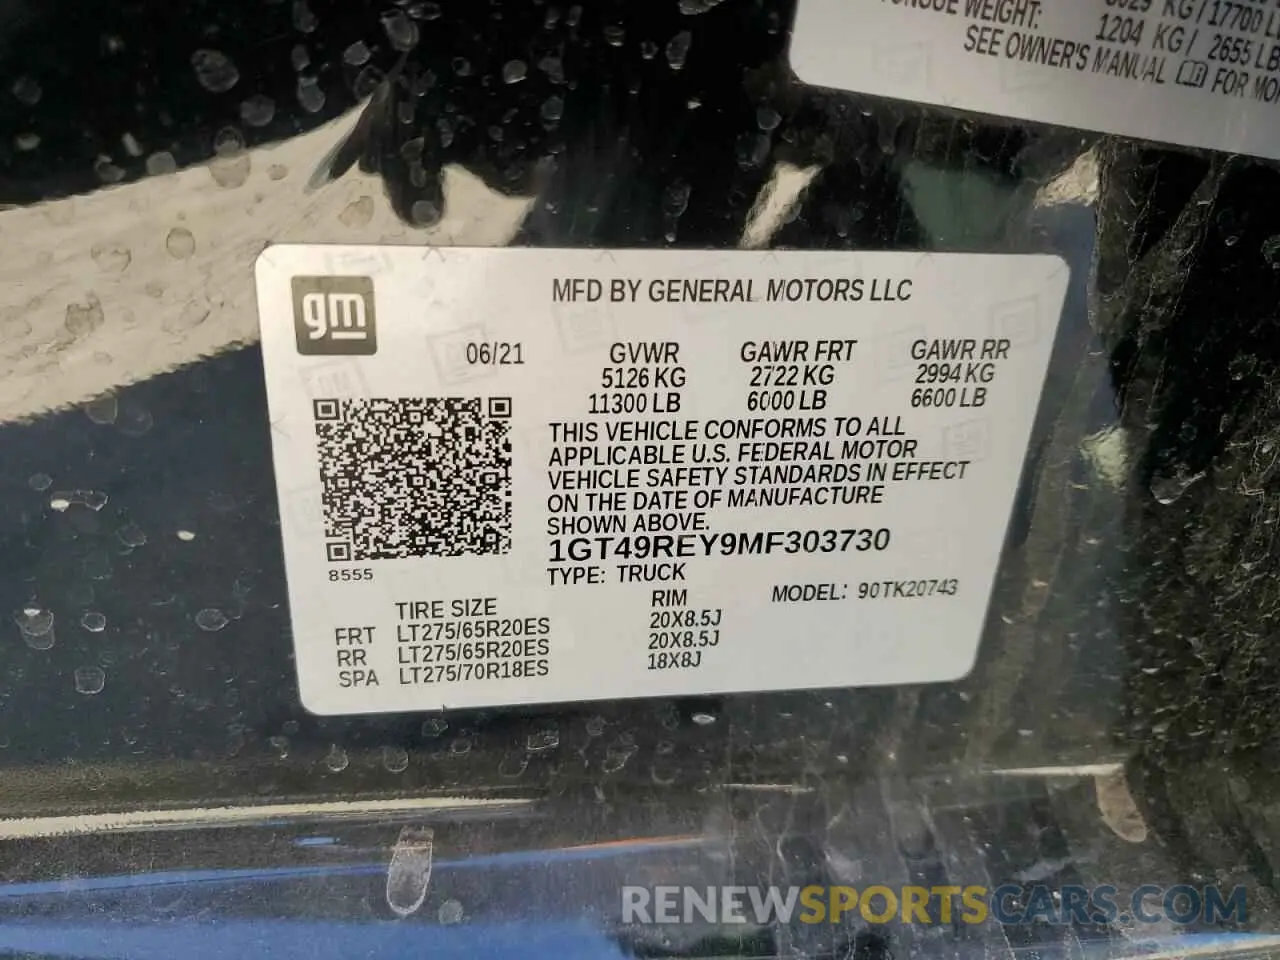 KG/17700
TONGUE WEIGHT: 1204 KG/ 2655 LB
SEE OWNER'S MANUAL FOR
gm
MFD BY GENERAL MOTORS LLC
06/21 GVWR GAWR FRT GAWR RR
5126 KG 2722 KG 2994 KG
11300 LB 6000 LB 6600 LB
THIS VEHICLE CONFORMS TO ALL
APPLICABLE U.S. FEDERAL MOTOR
VEHICLE SAFETY STANDARDS IN EFFECT
ON THE DATE OF MANUFACTURE
SHOWN ABOVE.
1GT49REY9MF303730
8555
TYPE: TRUCK
MODEL: 90TK20743
TIRE SIZE RIM
FRT LT275/65R20ES 20X8.5J
RR LT275/65R20ES 20X8.5J
SPA LT275/70R18ES 18X8J
RENEWSPORTSCARS.COM